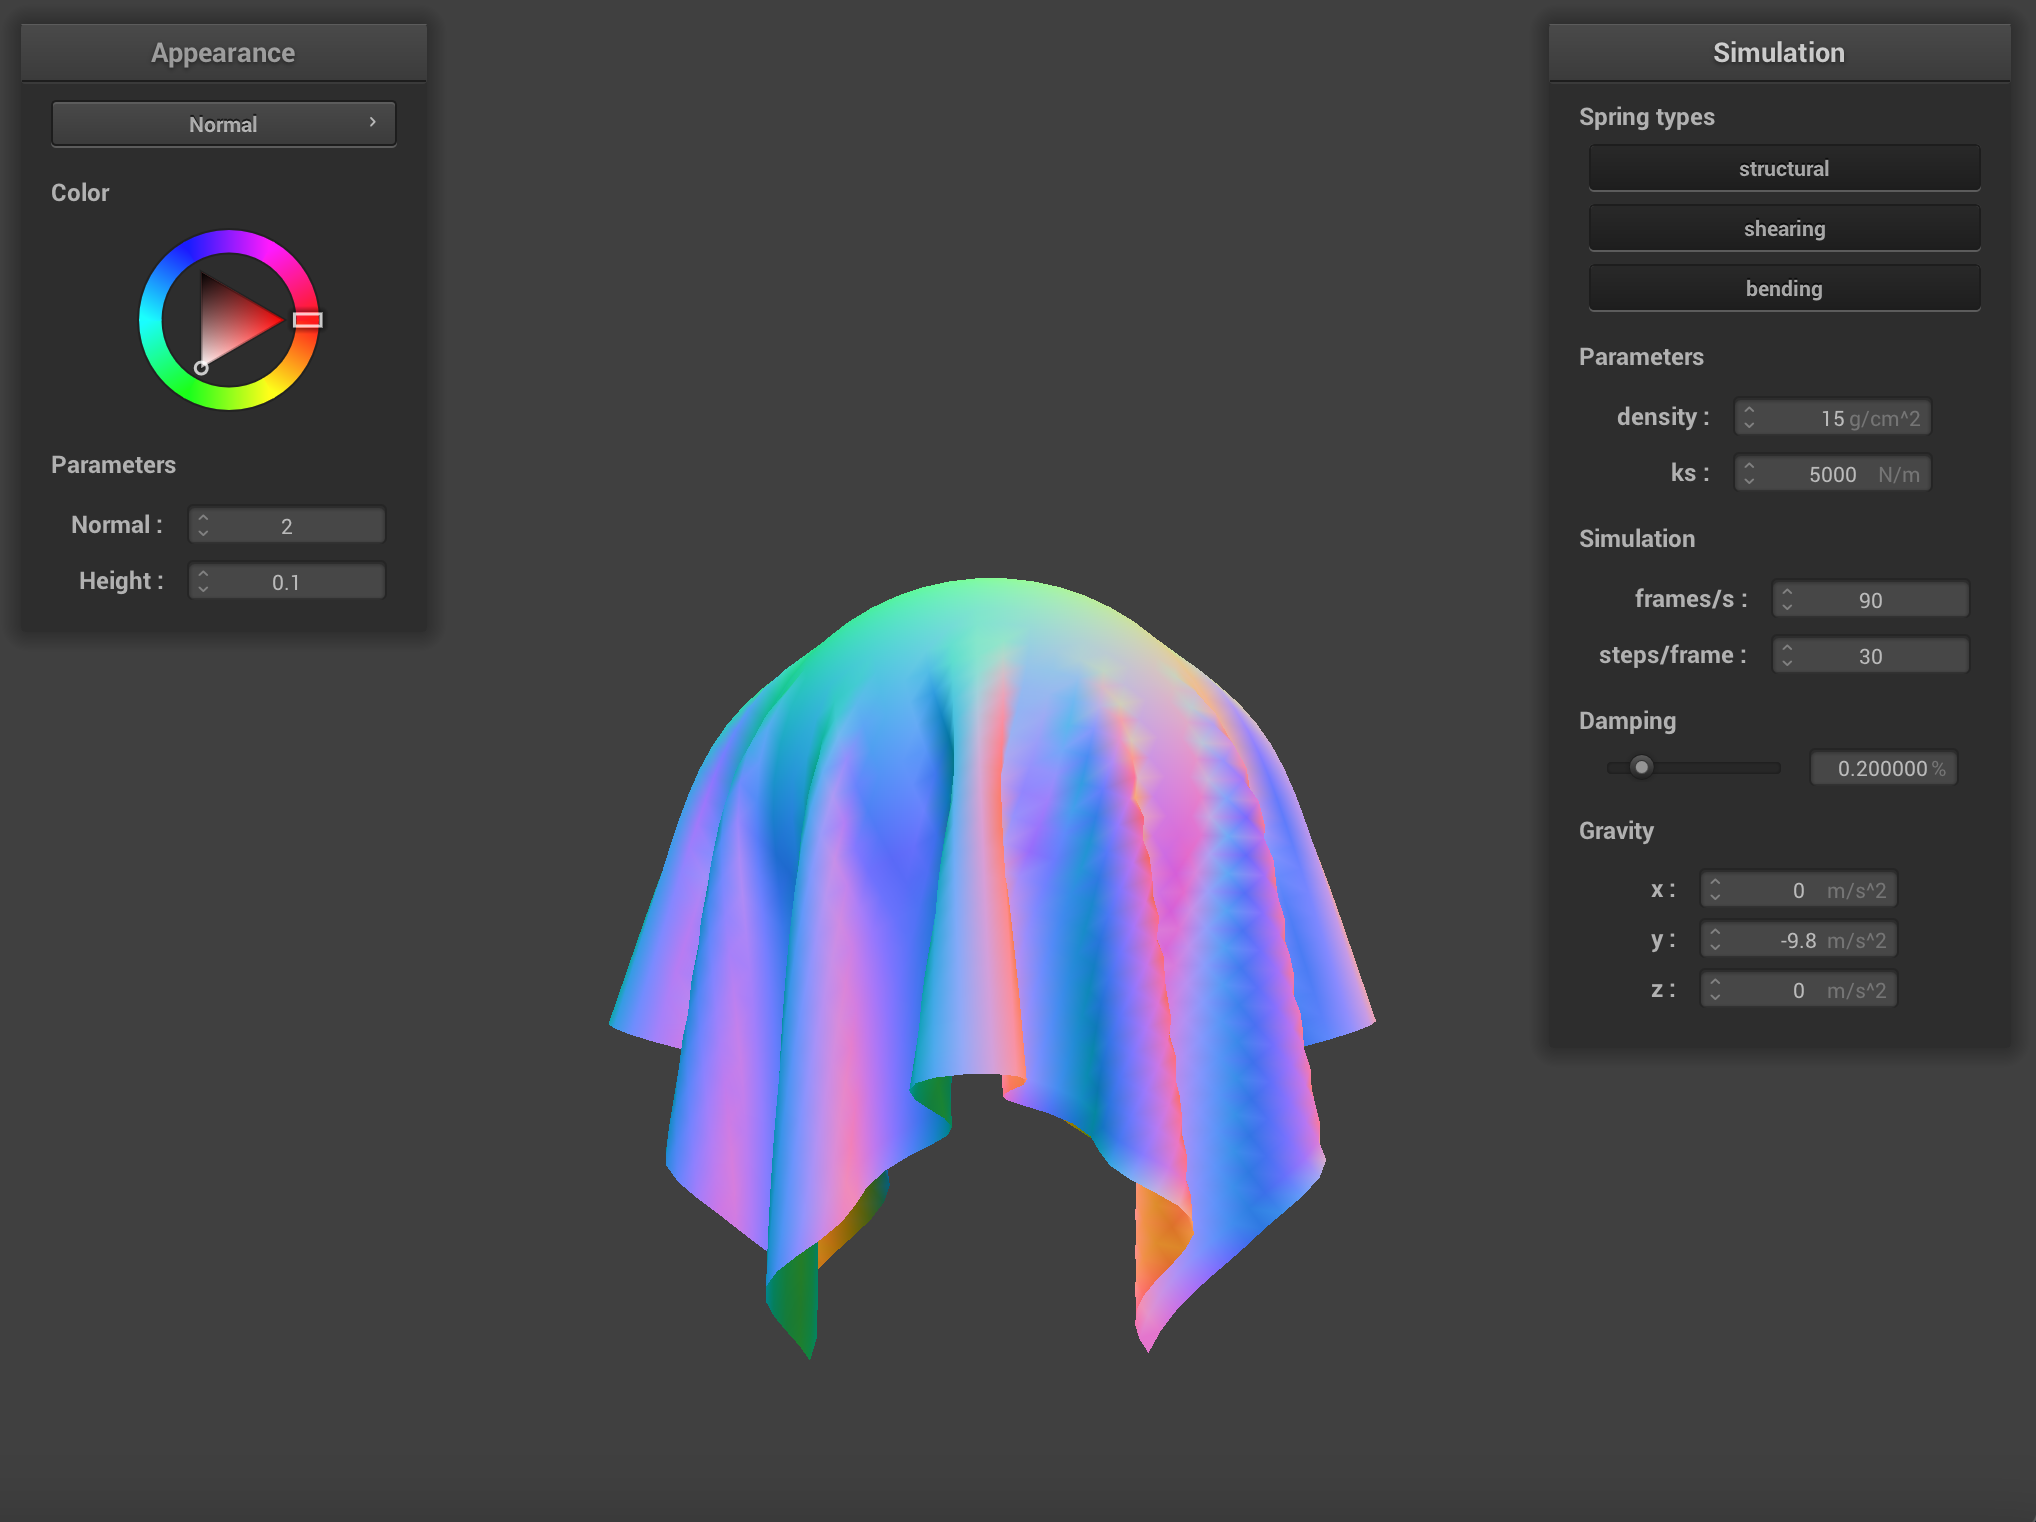 Appearance
Normal
Color
Parameters
Normal : 2
Height : 0.1
Simulation
Spring types
structural
shearing
bending
Parameters
density : 15 g/cm^2
ks : 5000 N/m
Simulation
frames/s : 90
steps/frame : 30
Damping
0.200000 %
Gravity
x : 0 m/s^2
y : -9.8 m/s^2
z : 0 m/s^2